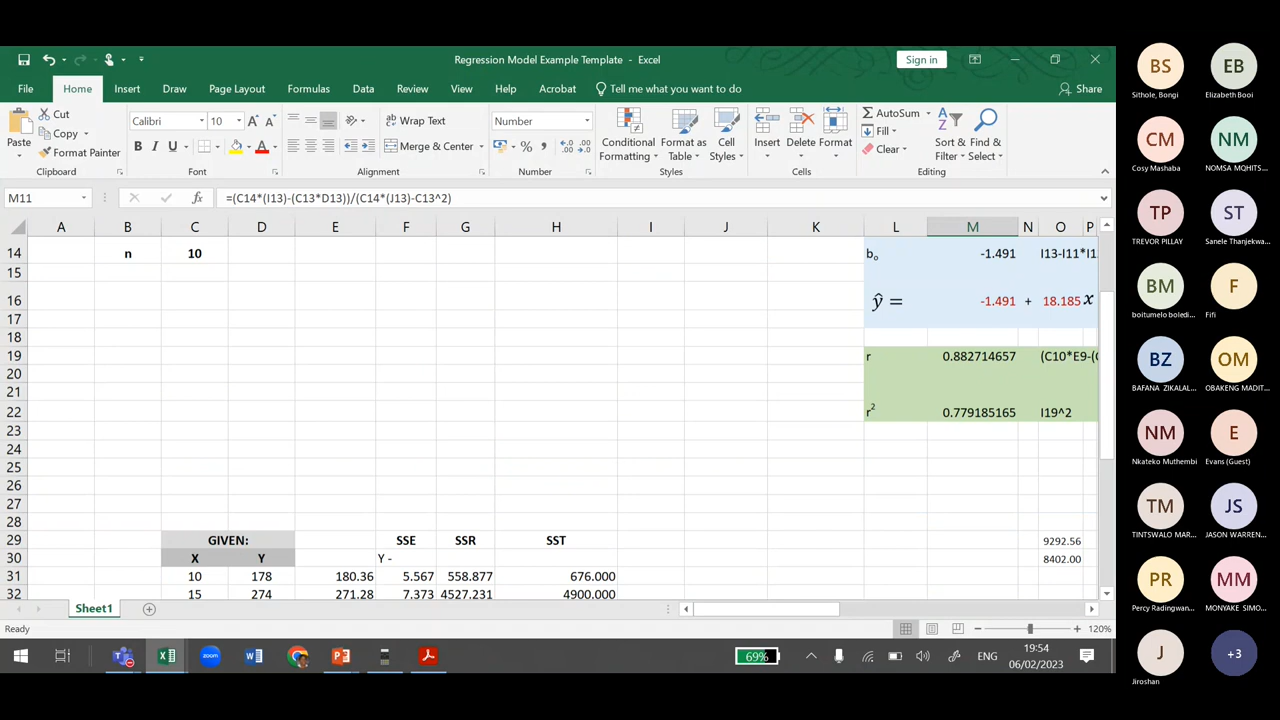 Regression Model Example Template - Excel
Sign in
File Home Insert Draw Page Layout Formulas Data Review View Help Acrobat Tell me what you want to do Share
Paste
Cut
Copy
Format Painter
Clipboard
Calibri 10
B I U
Font
Wrap Text
Merge & Center
Alignment
Number
Number
Conditional Formatting
Format as Table
Cell Styles
Styles
Insert Delete Format
Cells
AutoSum
Fill
Clear
Sort & Filter
Find & Select
Editing
M11 fx =(C14*(I13)-(C13*D13))/(C14*(J13)-C13^2)
A B C D E F G H I J K L M N O P
14 n 10 bₒ -1.491 I13-I11*I1
15
16 ŷ = -1.491 + 18.185 x
17
18
19 r 0.882714657 (C10*E9-(
20
21
22 r² 0.779185165 I19^2
23
24
25
26
27
28
29 GIVEN: SSE SSR SST 9292.56
30 X Y Y - 8402.00
31 10 178 180.36 5.567 558.877 676.000
32 15 274 271.28 7.373 4527.231 4900.000
Sheet1
Ready
120%
69%
ENG
19:54
06/02/2023
BS
Sithole, Bongi
EB
Elizabeth Booi
CM
Cosy Mashaba
NM
NOMSA MQHITS...
TP
TREVOR PILLAY
ST
Sanele Thanjekwa...
BM
boitumelo boledi...
F
Fifi
BZ
BAFANA ZIKALAL...
OM
OBAKENG MADIT...
NM
Nkateko Muthembi
E
Evans (Guest)
TM
TINTSWALO MAR...
JS
JASON WARREN...
PR
Percy Radingwan...
MM
MONYAKE SIMO...
J
Jiroshan
+3